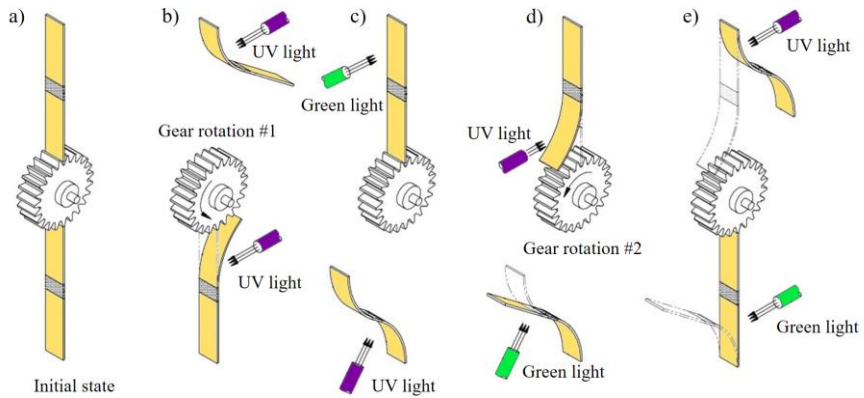 a)
b)
c)
d)
e)
UV light
UV light
Green light
Gear rotation #1
UV light
UV light
Gear rotation #2
Green light
Initial state
UV light
Green light